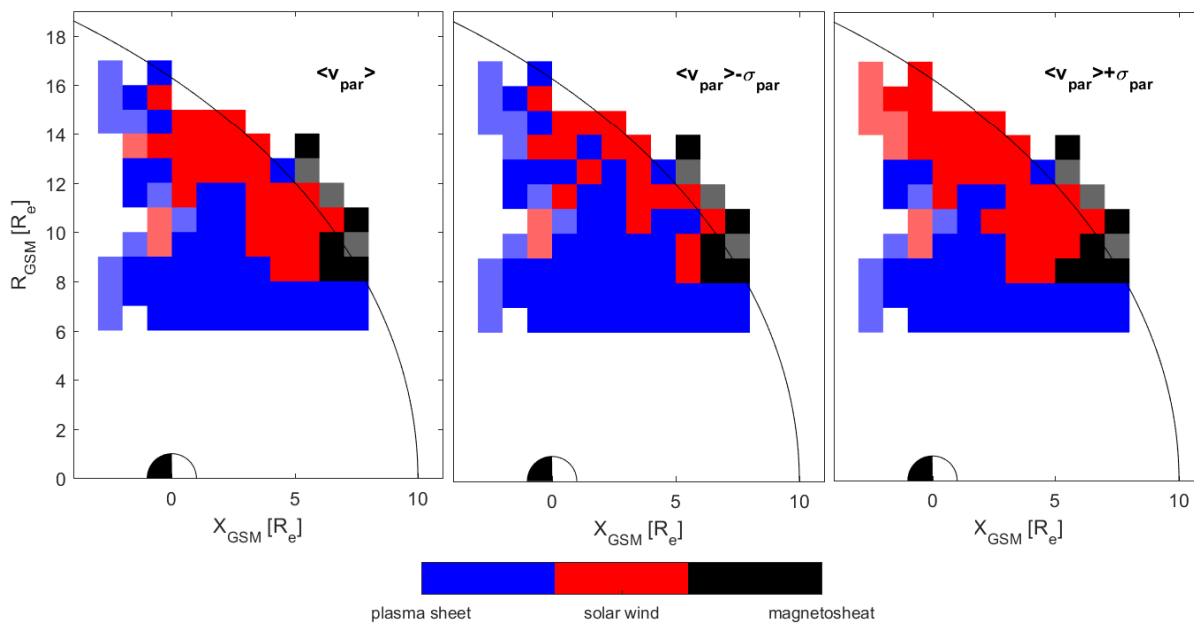 <v_par> <v_par>-σ_par <v_par>+σ_par
18
16
14
12
10
8
6
4
2
0
R_GSM [R_e]
0 5 10 0 5 10 0 5 10
X_GSM [R_e] X_GSM [R_e] X_GSM [R_e]
plasma sheet solar wind magnetosheat